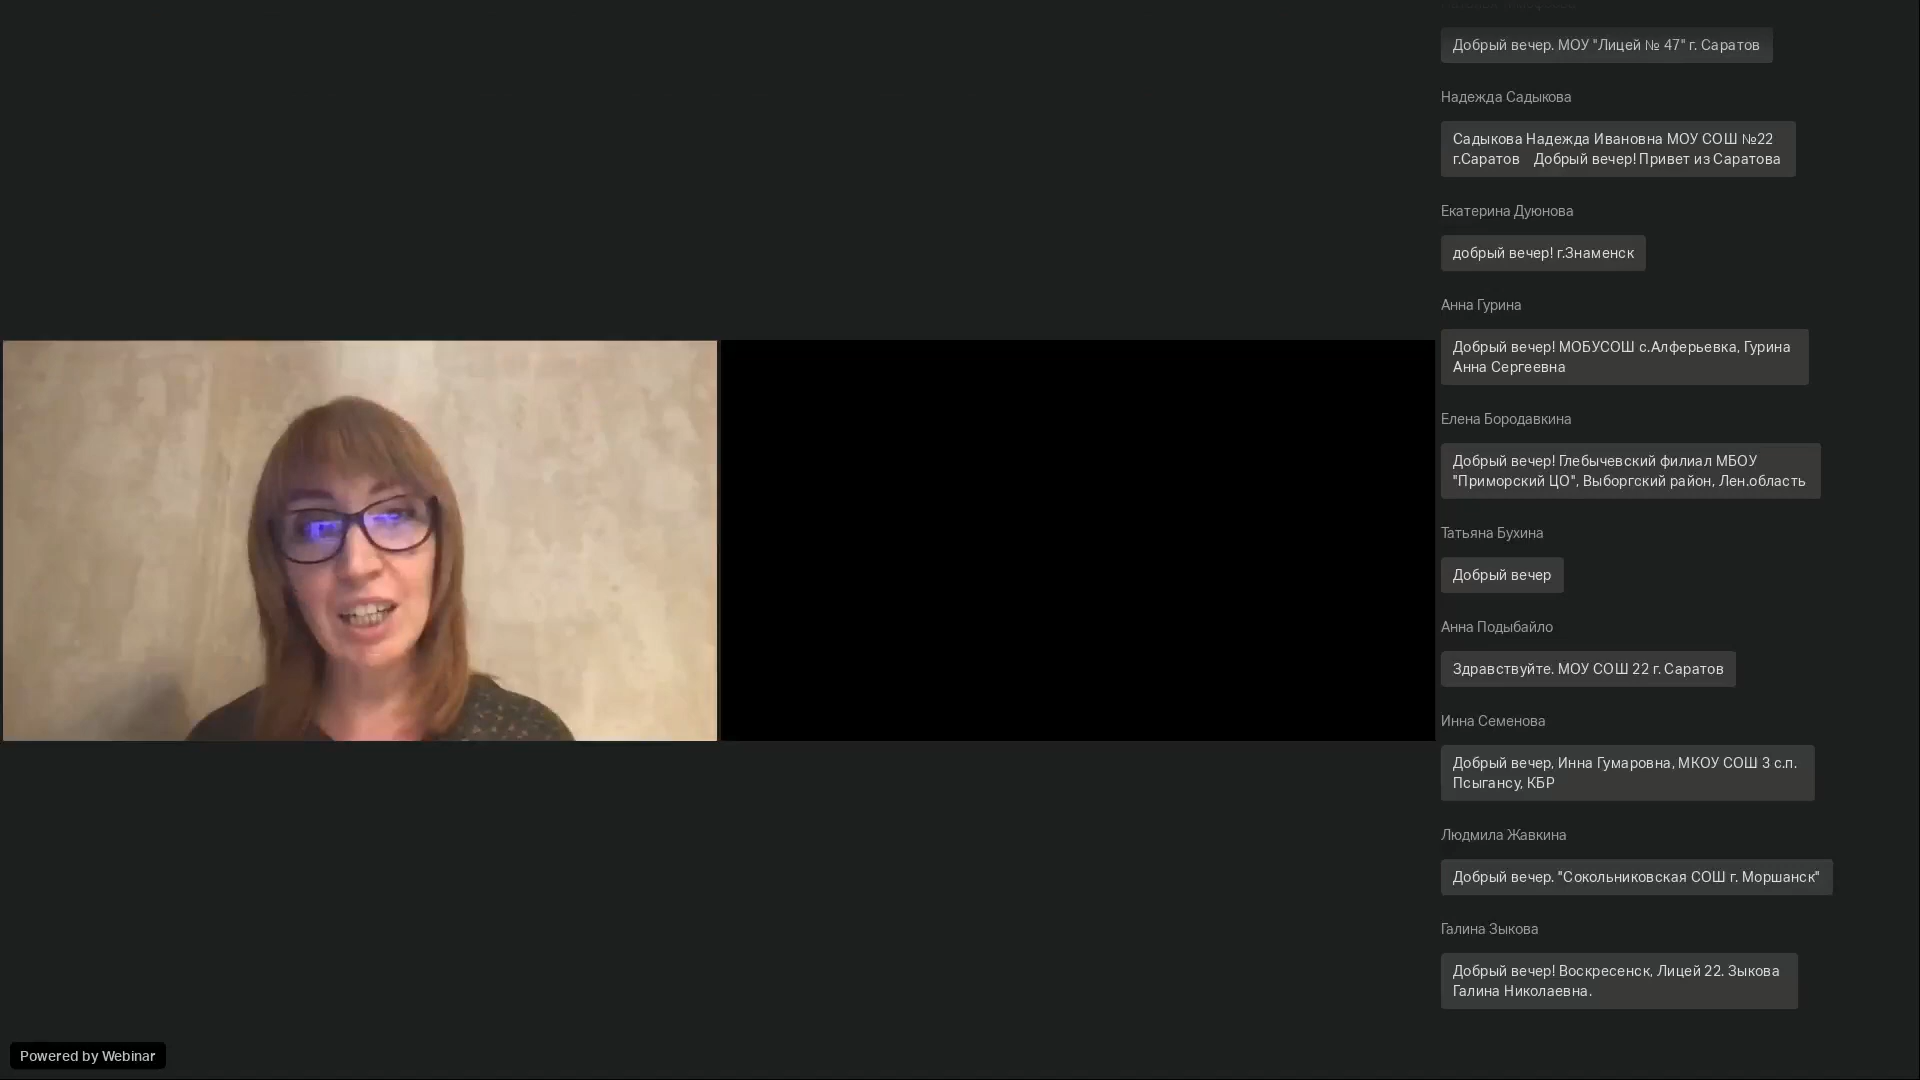 Добрый вечер. МОУ "Лицей № 47" г. Саратов
Надежда Садыкова
Садыкова Надежда Ивановна МОУ СОШ №22
г.Саратов Добрый вечер! Привет из Саратова
Екатерина Дуюнова
добрый вечер! г.Знаменск
Анна Гурина
Добрый вечер! МОБУСОШ с.Алферьевка, Гурина
Анна Сергеевна
Елена Бородавкина
Добрый вечер! Глебычевский филиал МБОУ
"Приморский ЦО", Выборгский район, Лен.область
Татьяна Бухина
Добрый вечер
Анна Подыбайло
Здравствуйте. МОУ СОШ 22 г. Саратов
Инна Семенова
Добрый вечер, Инна Гумаровна, МКОУ СОШ 3 с.п.
Псыгансу, КБР
Людмила Жавкина
Добрый вечер. "Сокольниковская СОШ г. Моршанск"
Галина Зыкова
Добрый вечер! Воскресенск, Лицей 22. Зыкова
Галина Николаевна.
Powered by Webinar